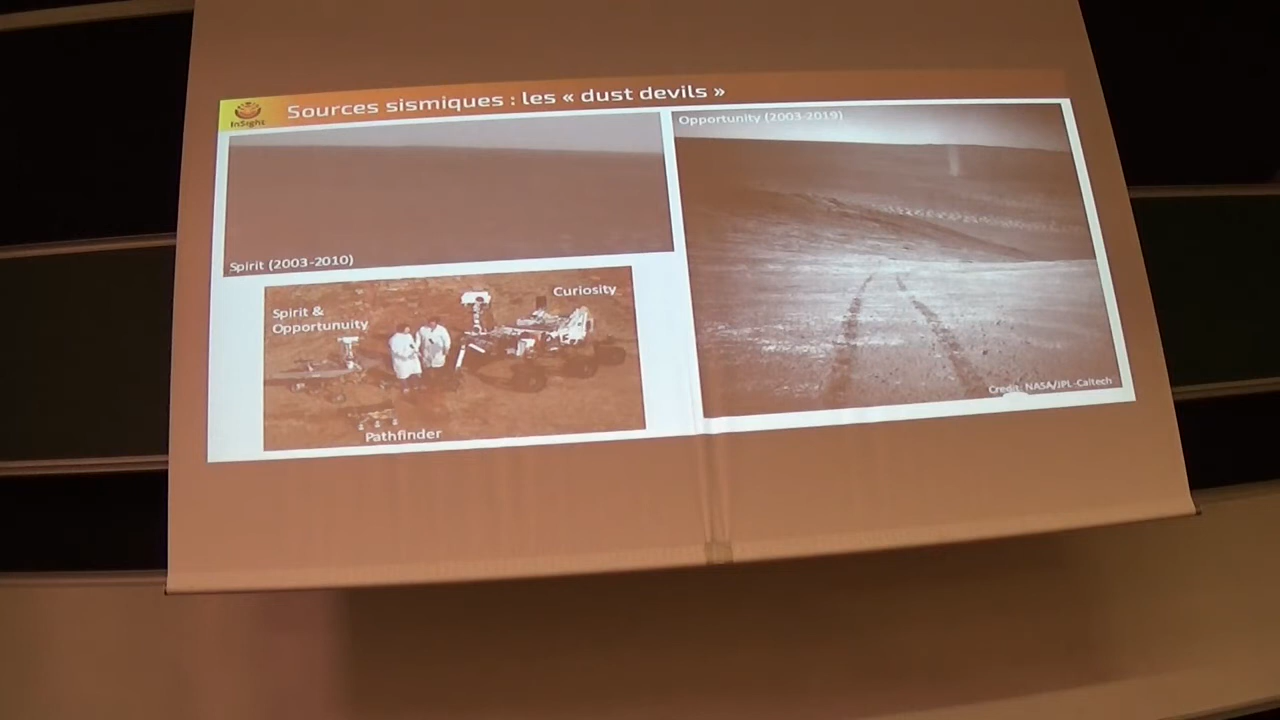 InSight
Sources sismiques : les « dust devils »
Spirit (2003-2010)
Opportunity (2003-2019)
Spirit &
Opportunuity
Curiosity
Pathfinder
Credit: NASA/JPL-Caltech